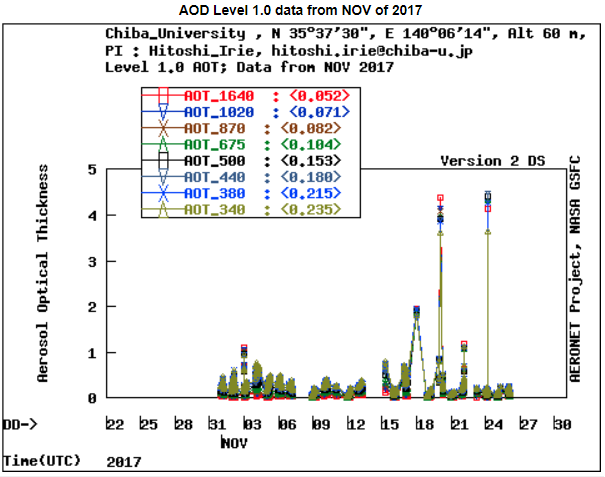 AOD Level 1.0 data from NOV of 2017
Chiba_University , N 35°37'30", E 140°06'14", Alt 60 m,
PI : Hitoshi_Irie, hitoshi.irie@chiba-u.jp
Level 1.0 AOT; Data from NOV 2017
AOT_1640 : <0.052>
AOT_1020 : <0.071>
AOT_870 : <0.082>
AOT_675 : <0.104>
AOT_500 : <0.153>
AOT_440 : <0.180>
AOT_380 : <0.215>
AOT_340 : <0.235>
Version 2 DS
Aerosol Optical Thickness
5
4
3
2
1
0
AERONET Project, NASA GSFC
DD-> 22 25 28 31 03 06 09 12 15 18 21 24 27 30
NOV
Time(UTC) 2017